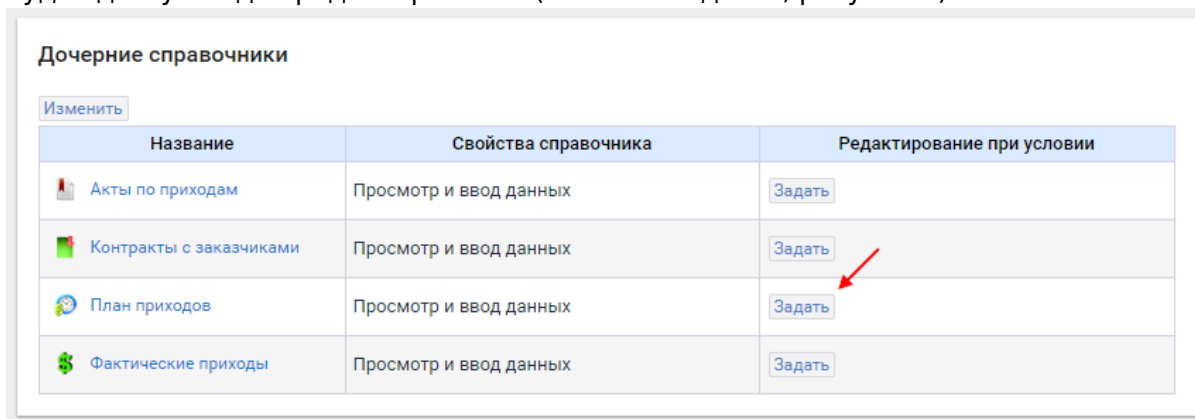 Дочерние справочники
Изменить
Название Свойства справочника Редактирование при условии
Акты по приходам Просмотр и ввод данных Задать
Контракты с заказчиками Просмотр и ввод данных Задать
План приходов Просмотр и ввод данных Задать
Фактические приходы Просмотр и ввод данных Задать